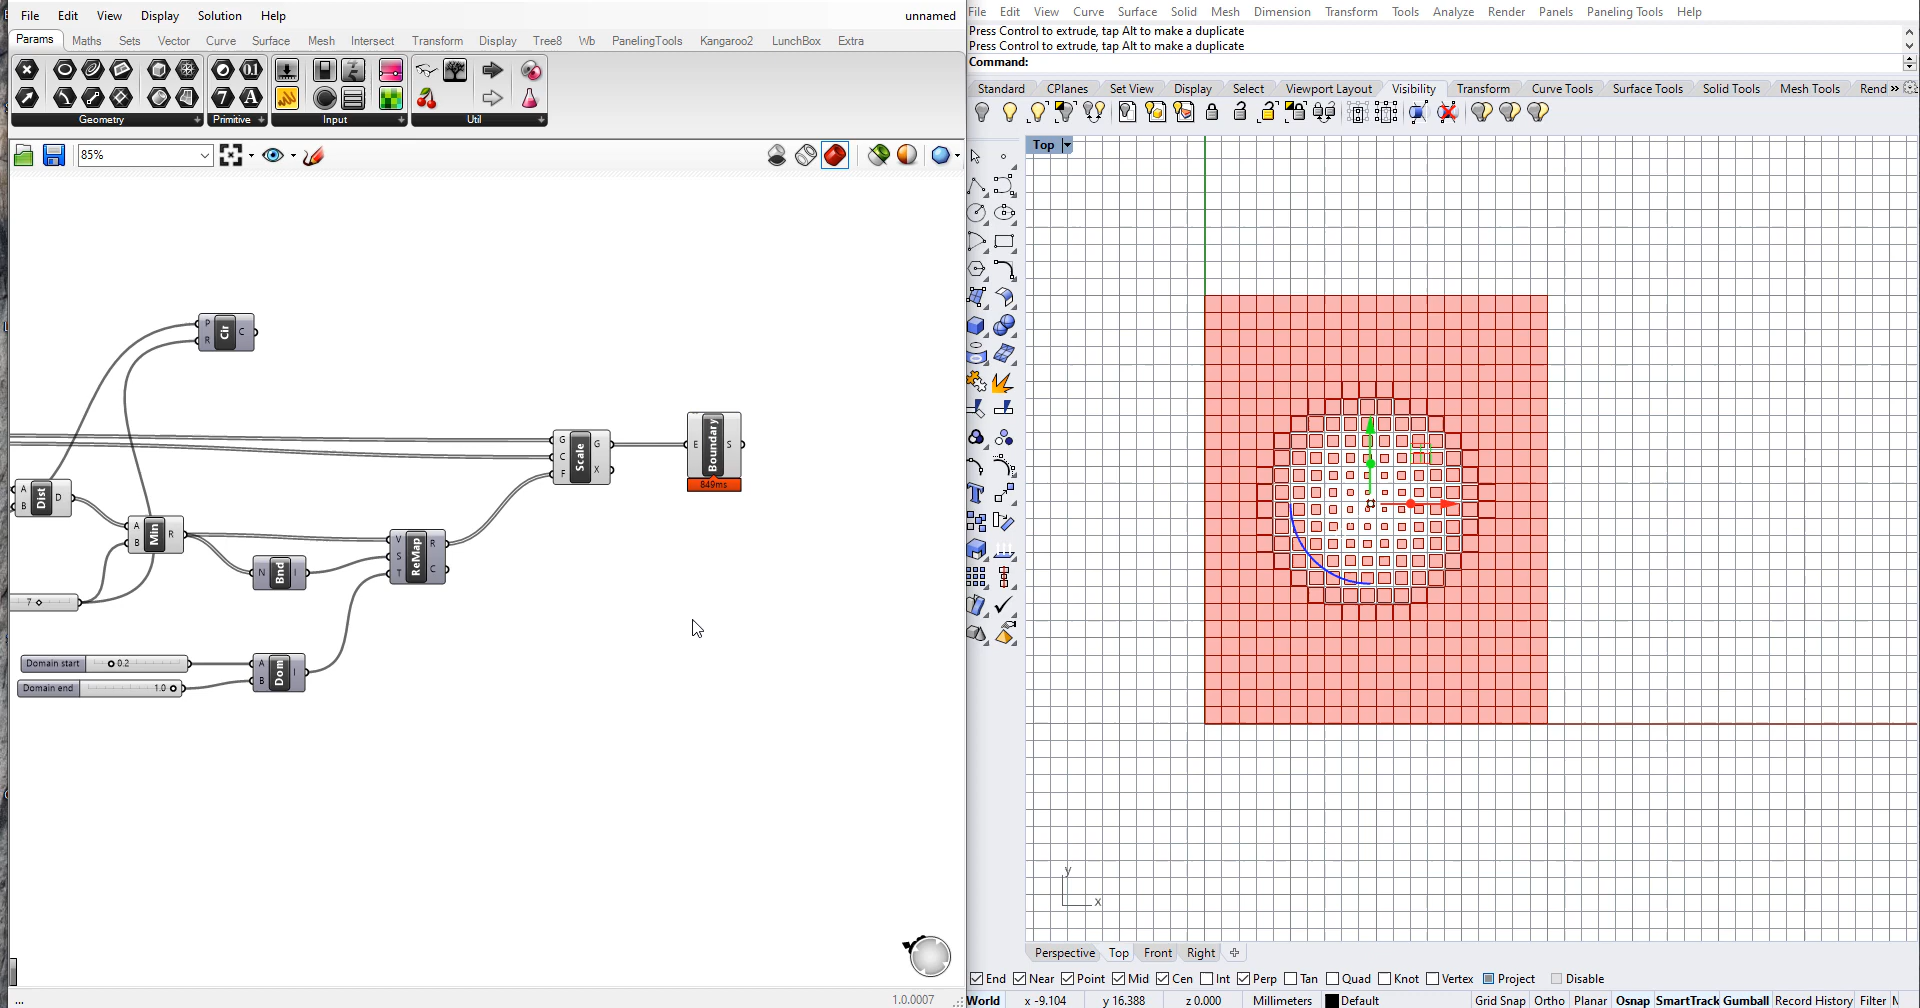 File Edit View Display Solution Help unnamed
Params Maths Sets Vector Curve Surface Mesh Intersect Transform Display Tree8 Wb PanelingTools Kangaroo2 LunchBox Extra
Geometry Primitive Input Util
85%
Cir P R C
Dist A B D
Min A B R
7
Bnd N I
ReMap V S T R C
Scale G C F G X
Boundary E S
849ms
Domain start 0.2
Domain end 1.0
Dom A B I
...
1.0.0007
File Edit View Curve Surface Solid Mesh Dimension Transform Tools Analyze Render Panels Paneling Tools Help
Press Control to extrude, tap Alt to make a duplicate
Press Control to extrude, tap Alt to make a duplicate
Command:
Standard CPlanes Set View Display Select Viewport Layout Visibility Transform Curve Tools Surface Tools Solid Tools Mesh Tools Rend »
Top
y
x
Perspective Top Front Right
End Near Point Mid Cen Int Perp Tan Quad Knot Vertex Project Disable
World x -9.104 y 16.388 z 0.000 Millimeters Default Grid Snap Ortho Planar Osnap SmartTrack Gumball Record History Filter